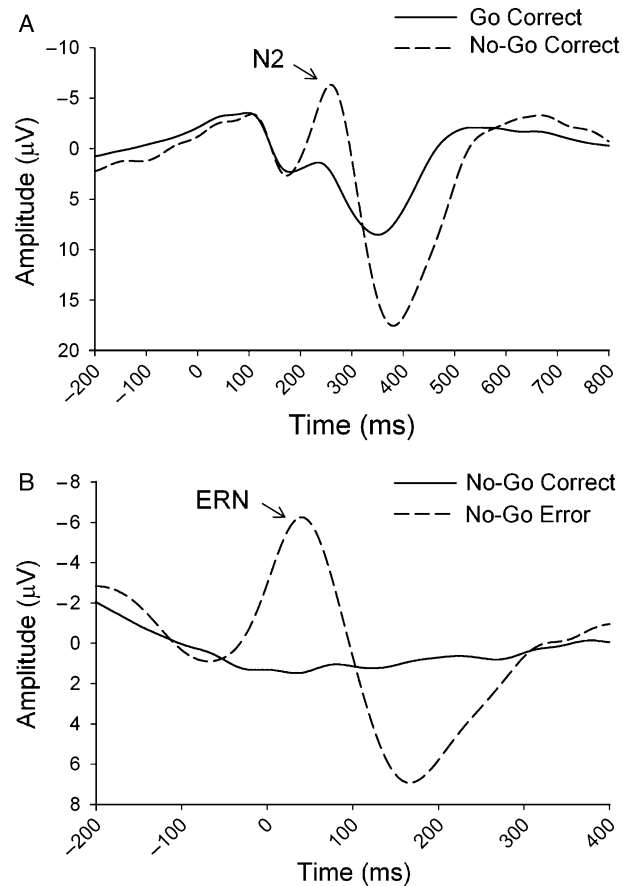 A
Go Correct
No-Go Correct
N2
Amplitude (μV)
−10
−5
0
5
10
15
20
−200
−100
0
100
200
300
400
500
600
700
800
Time (ms)
B
No-Go Correct
No-Go Error
ERN
Amplitude (μV)
−8
−6
−4
−2
0
2
4
6
8
−200
−100
0
100
200
300
400
Time (ms)